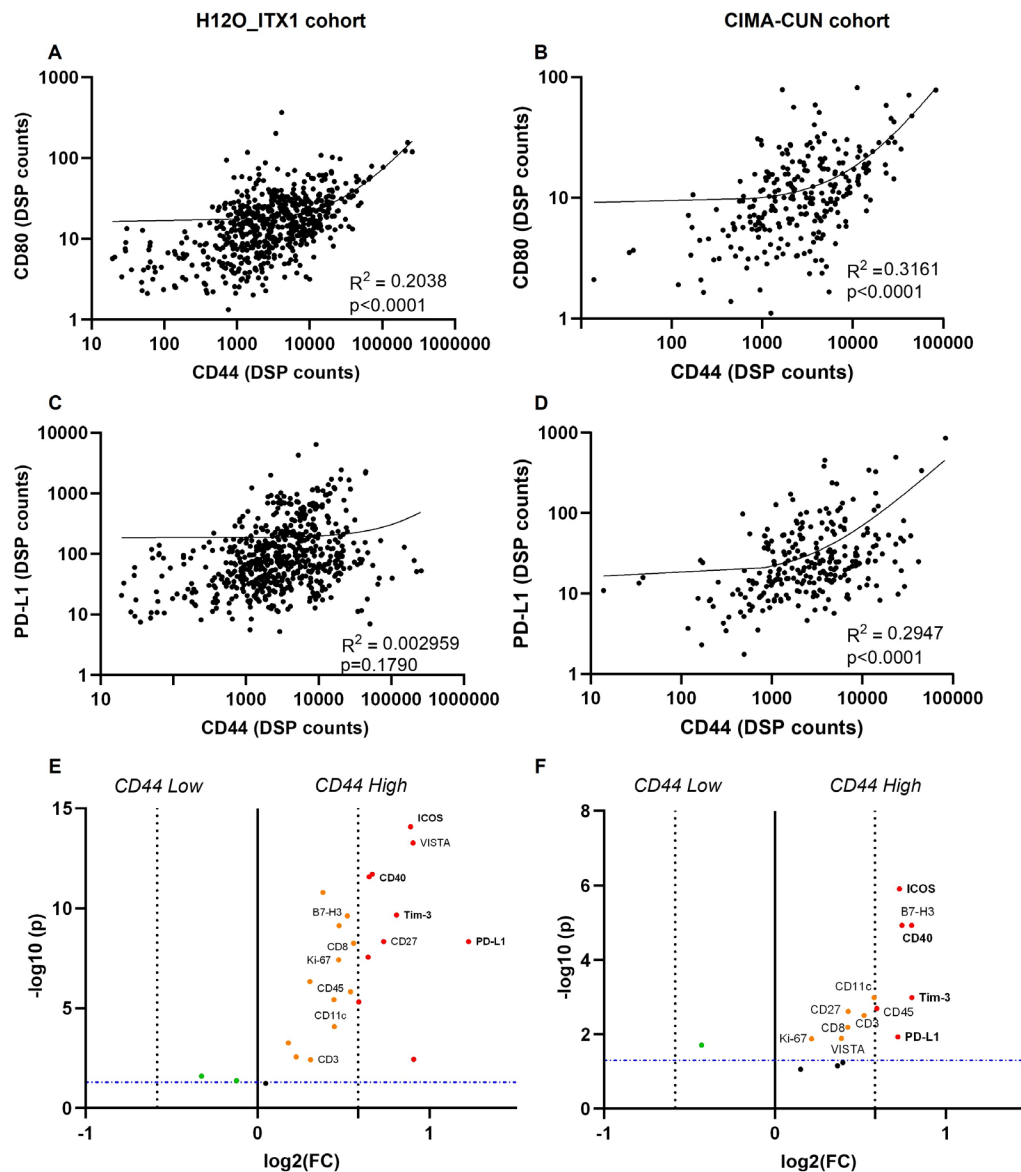 H12O_ITX1 cohort
CIMA-CUN cohort
A
1000
100
10
1
CD80 (DSP counts)
R² = 0.2038
p<0.0001
10
1000
10000
100000
1000000
CD44 (DSP counts)
B
100
10
1
CD80 (DSP counts)
R² = 0.3161
p<0.0001
10
100
1000
10000
100000
CD44 (DSP counts)
C
10000
1000
100
10
1
PD-L1 (DSP counts)
R² = 0.002959
p=0.1790
10
1000
10000
100000
1000000
CD44 (DSP counts)
D
1000
100
10
1
PD-L1 (DSP counts)
R² = 0.2947
p<0.0001
10
100
1000
10000
100000
CD44 (DSP counts)
E
CD44 Low
CD44 High
15
10
5
0
-log10 (p)
ICOS
VISTA
CD40
B7-H3
Tim-3
CD8
CD27
PD-L1
Ki-67
CD45
CD11c
CD3
-1
0
1
log2(FC)
F
CD44 Low
CD44 High
8
6
4
2
0
-log10 (p)
ICOS
B7-H3
CD40
CD11c
Tim-3
CD27
CD45
CD3
CD8
Ki-67
PD-L1
VISTA
-1
0
1
log2(FC)